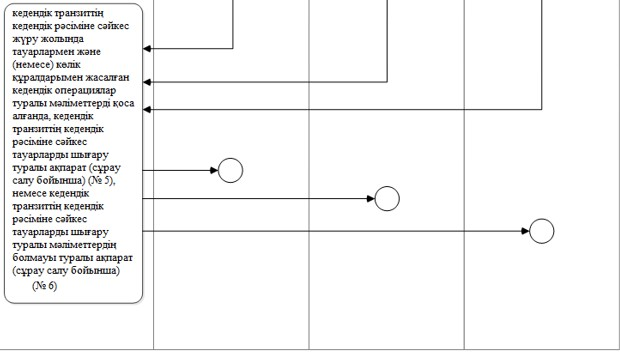 кедендік транзиттің
кедендік рәсіміне сәйкес
жүру жолында
тауарлармен және
(немесе) көлік
құралдарымен жасалған
кедендік операциялар
туралы мәліметтерді қоса
алғанда, кедендік
транзиттің кедендік
рәсіміне сәйкес
тауарларды шығару
туралы ақпарат (сұрау
салу бойынша) (№ 5),
немесе кедендік
транзиттің кедендік
рәсіміне сәйкес
тауарларды шығару
туралы мәліметтердің
болмауы туралы ақпарат
(сұрау салу бойынша)
(№ 6)